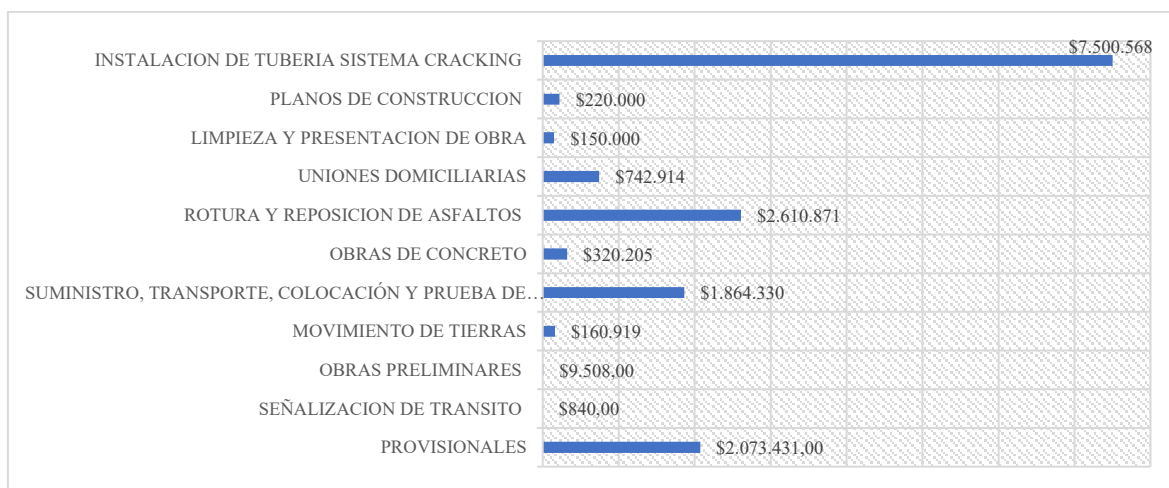 INSTALACION DE TUBERIA SISTEMA CRACKING $7.500.568
PLANOS DE CONSTRUCCION $220.000
LIMPIEZA Y PRESENTACION DE OBRA $150.000
UNIONES DOMICILIARIAS $742.914
ROTURA Y REPOSICION DE ASFALTOS $2.610.871
OBRAS DE CONCRETO $320.205
SUMINISTRO, TRANSPORTE, COLOCACIÓN Y PRUEBA DE… $1.864.330
MOVIMIENTO DE TIERRAS $160.919
OBRAS PRELIMINARES $9.508,00
SEÑALIZACION DE TRANSITO $840,00
PROVISIONALES $2.073.431,00